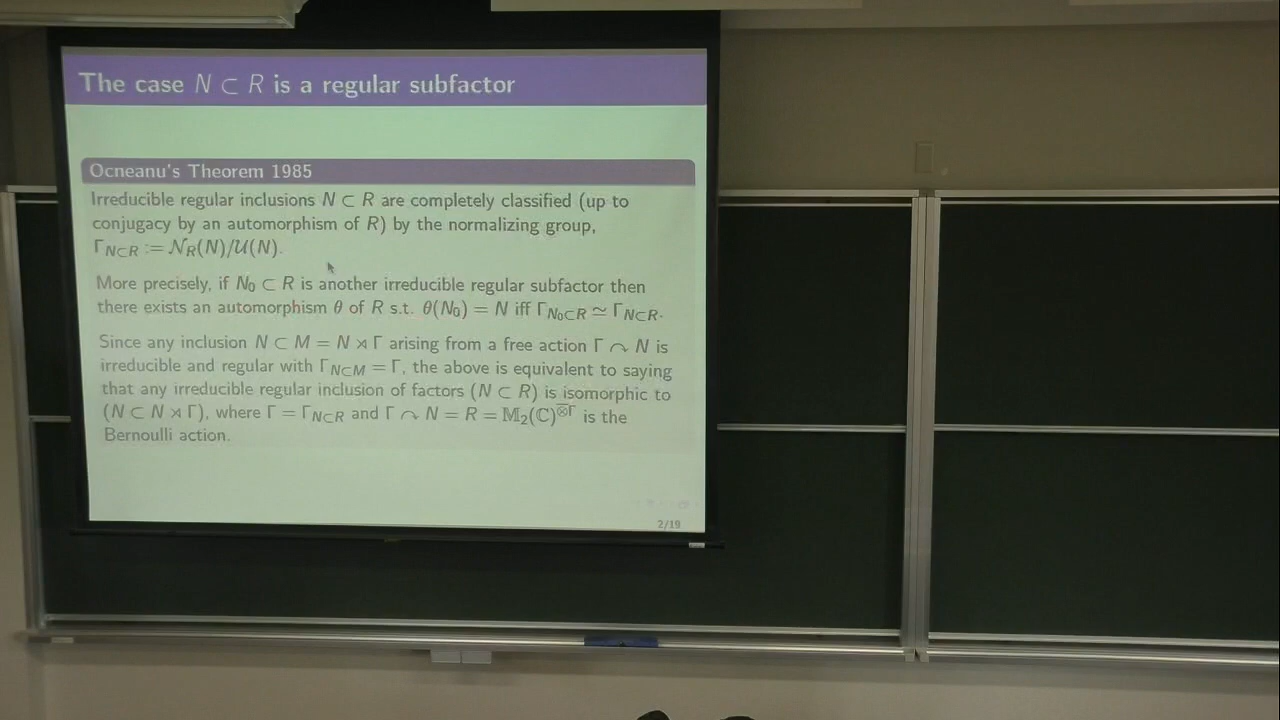 The case N ⊂ R is a regular subfactor
Ocneanu's Theorem 1985
Irreducible regular inclusions N ⊂ R are completely classified (up to
conjugacy by an automorphism of R) by the normalizing group,
Γ_{N⊂R} := 𝒩_R(N)/𝒰(N).
More precisely, if N₀ ⊂ R is another irreducible regular subfactor then
there exists an automorphism θ of R s.t. θ(N₀) = N iff Γ_{N₀⊂R} ≃ Γ_{N⊂R}.
Since any inclusion N ⊂ M = N ⋊ Γ arising from a free action Γ ↷ N is
irreducible and regular with Γ_{N⊂M} = Γ, the above is equivalent to saying
that any irreducible regular inclusion of factors (N ⊂ R) is isomorphic to
(N ⊂ N ⋊ Γ), where Γ = Γ_{N⊂R} and Γ ↷ N = R = 𝕄₂(ℂ)^{⊗̄Γ} is the
Bernoulli action.
2/19